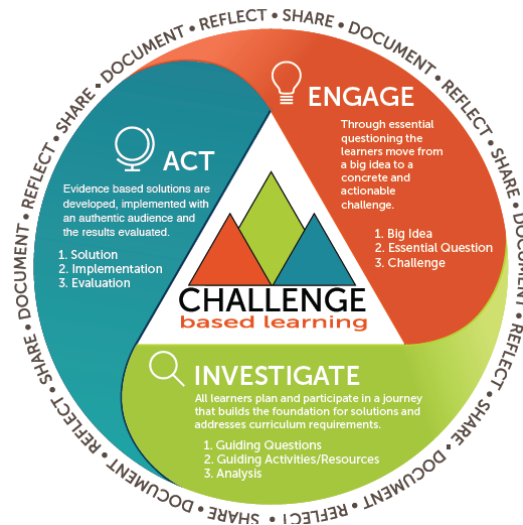 DOCUMENT • REFLECT • SHARE • DOCUMENT • REFLECT • SHARE • DOCUMENT • REFLECT • SHARE • DOCUMENT • REFLECT • SHARE • DOCUMENT • REFLECT • SHARE • DOCUMENT • REFLECT • SHARE •
ENGAGE
Through essential
questioning the
learners move from
a big idea to a
concrete and
actionable
challenge.
1. Big Idea
2. Essential Question
3. Challenge
ACT
Evidence based solutions are
developed, implemented with
an authentic audience and
the results evaluated.
1. Solution
2. Implementation
3. Evaluation
CHALLENGE
based learning
INVESTIGATE
All learners plan and participate in a journey
that builds the foundation for solutions and
addresses curriculum requirements.
1. Guiding Questions
2. Guiding Activities/Resources
3. Analysis